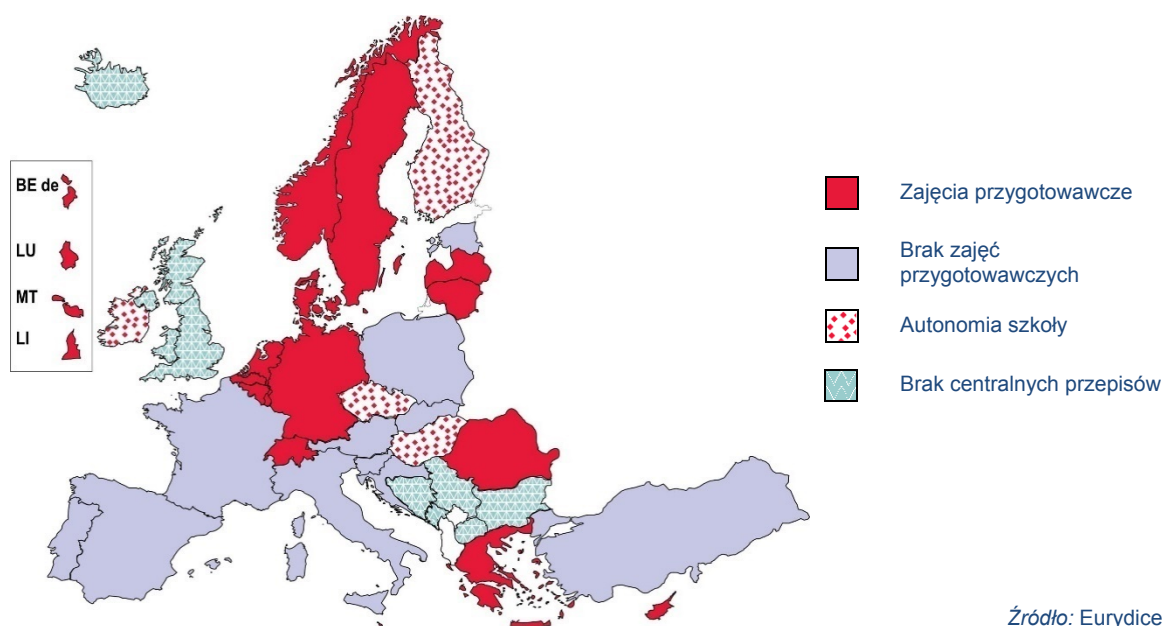 BE de
LU
MT
LI
Zajęcia przygotowawcze
Brak zajęć
przygotowawczych
Autonomia szkoły
Brak centralnych przepisów
Źródło: Eurydice